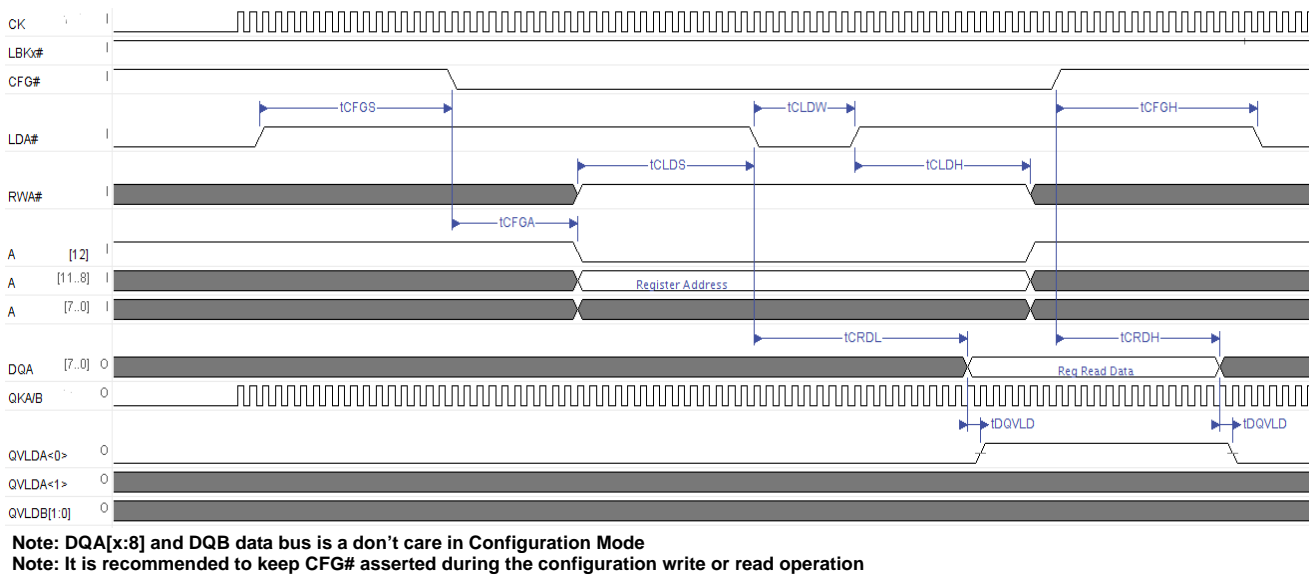 CK I
LBKx# I
CFG# I
tCFGS tCLDW tCFGH
LDA# I
tCLDS tCLDH
RWA# I
tCFGA
A [12] I
A [11..8] I Register Address
A [7..0] I
tCRDL tCRDH
DQA [7..0] O Reg Read Data
QKA/B O
tDQVLD tDQVLD
QVLDA<0> O
QVLDA<1> O
QVLDB[1:0] O
Note: DQA[x:8] and DQB data bus is a don't care in Configuration Mode
Note: It is recommended to keep CFG# asserted during the configuration write or read operation